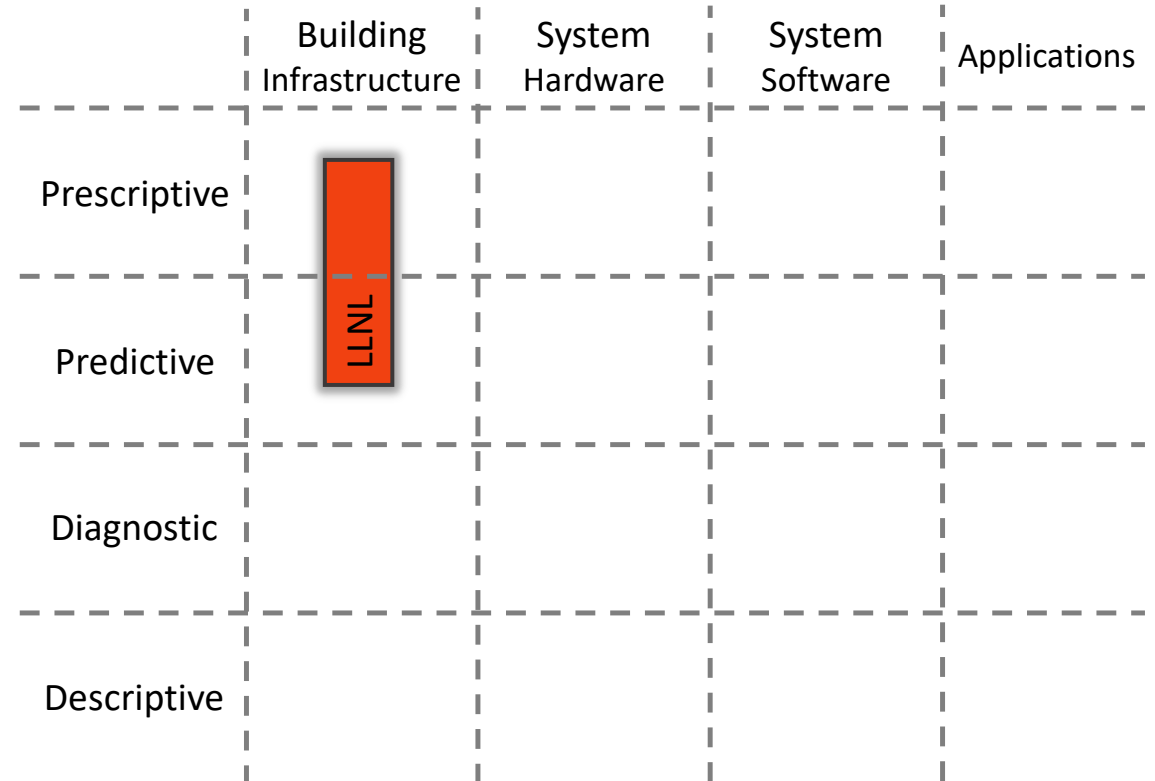 Building
Infrastructure
System
Hardware
System
Software
Applications
Prescriptive
LLNL
Predictive
Diagnostic
Descriptive